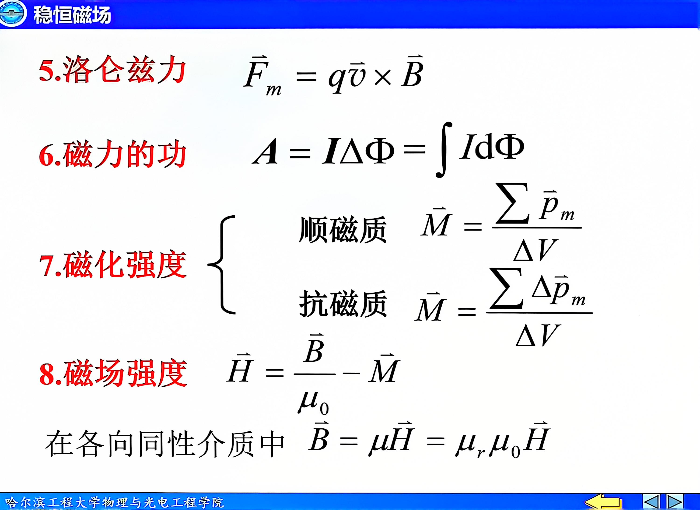 稳恒磁场
5.洛仑兹力 $\vec{F}_m = q\vec{v} \times \vec{B}$
6.磁力的功 $A = I\Delta\Phi = \int I d\Phi$
顺磁质 $\vec{M} = \frac{\sum \vec{p}_m}{\Delta V}$
7.磁化强度
抗磁质 $\vec{M} = \frac{\sum \Delta\vec{p}_m}{\Delta V}$
8.磁场强度 $\vec{H} = \frac{\vec{B}}{\mu_0} - \vec{M}$
在各向同性介质中 $\vec{B} = \mu\vec{H} = \mu_r\mu_0\vec{H}$
哈尔滨工程大学物理与光电工程学院